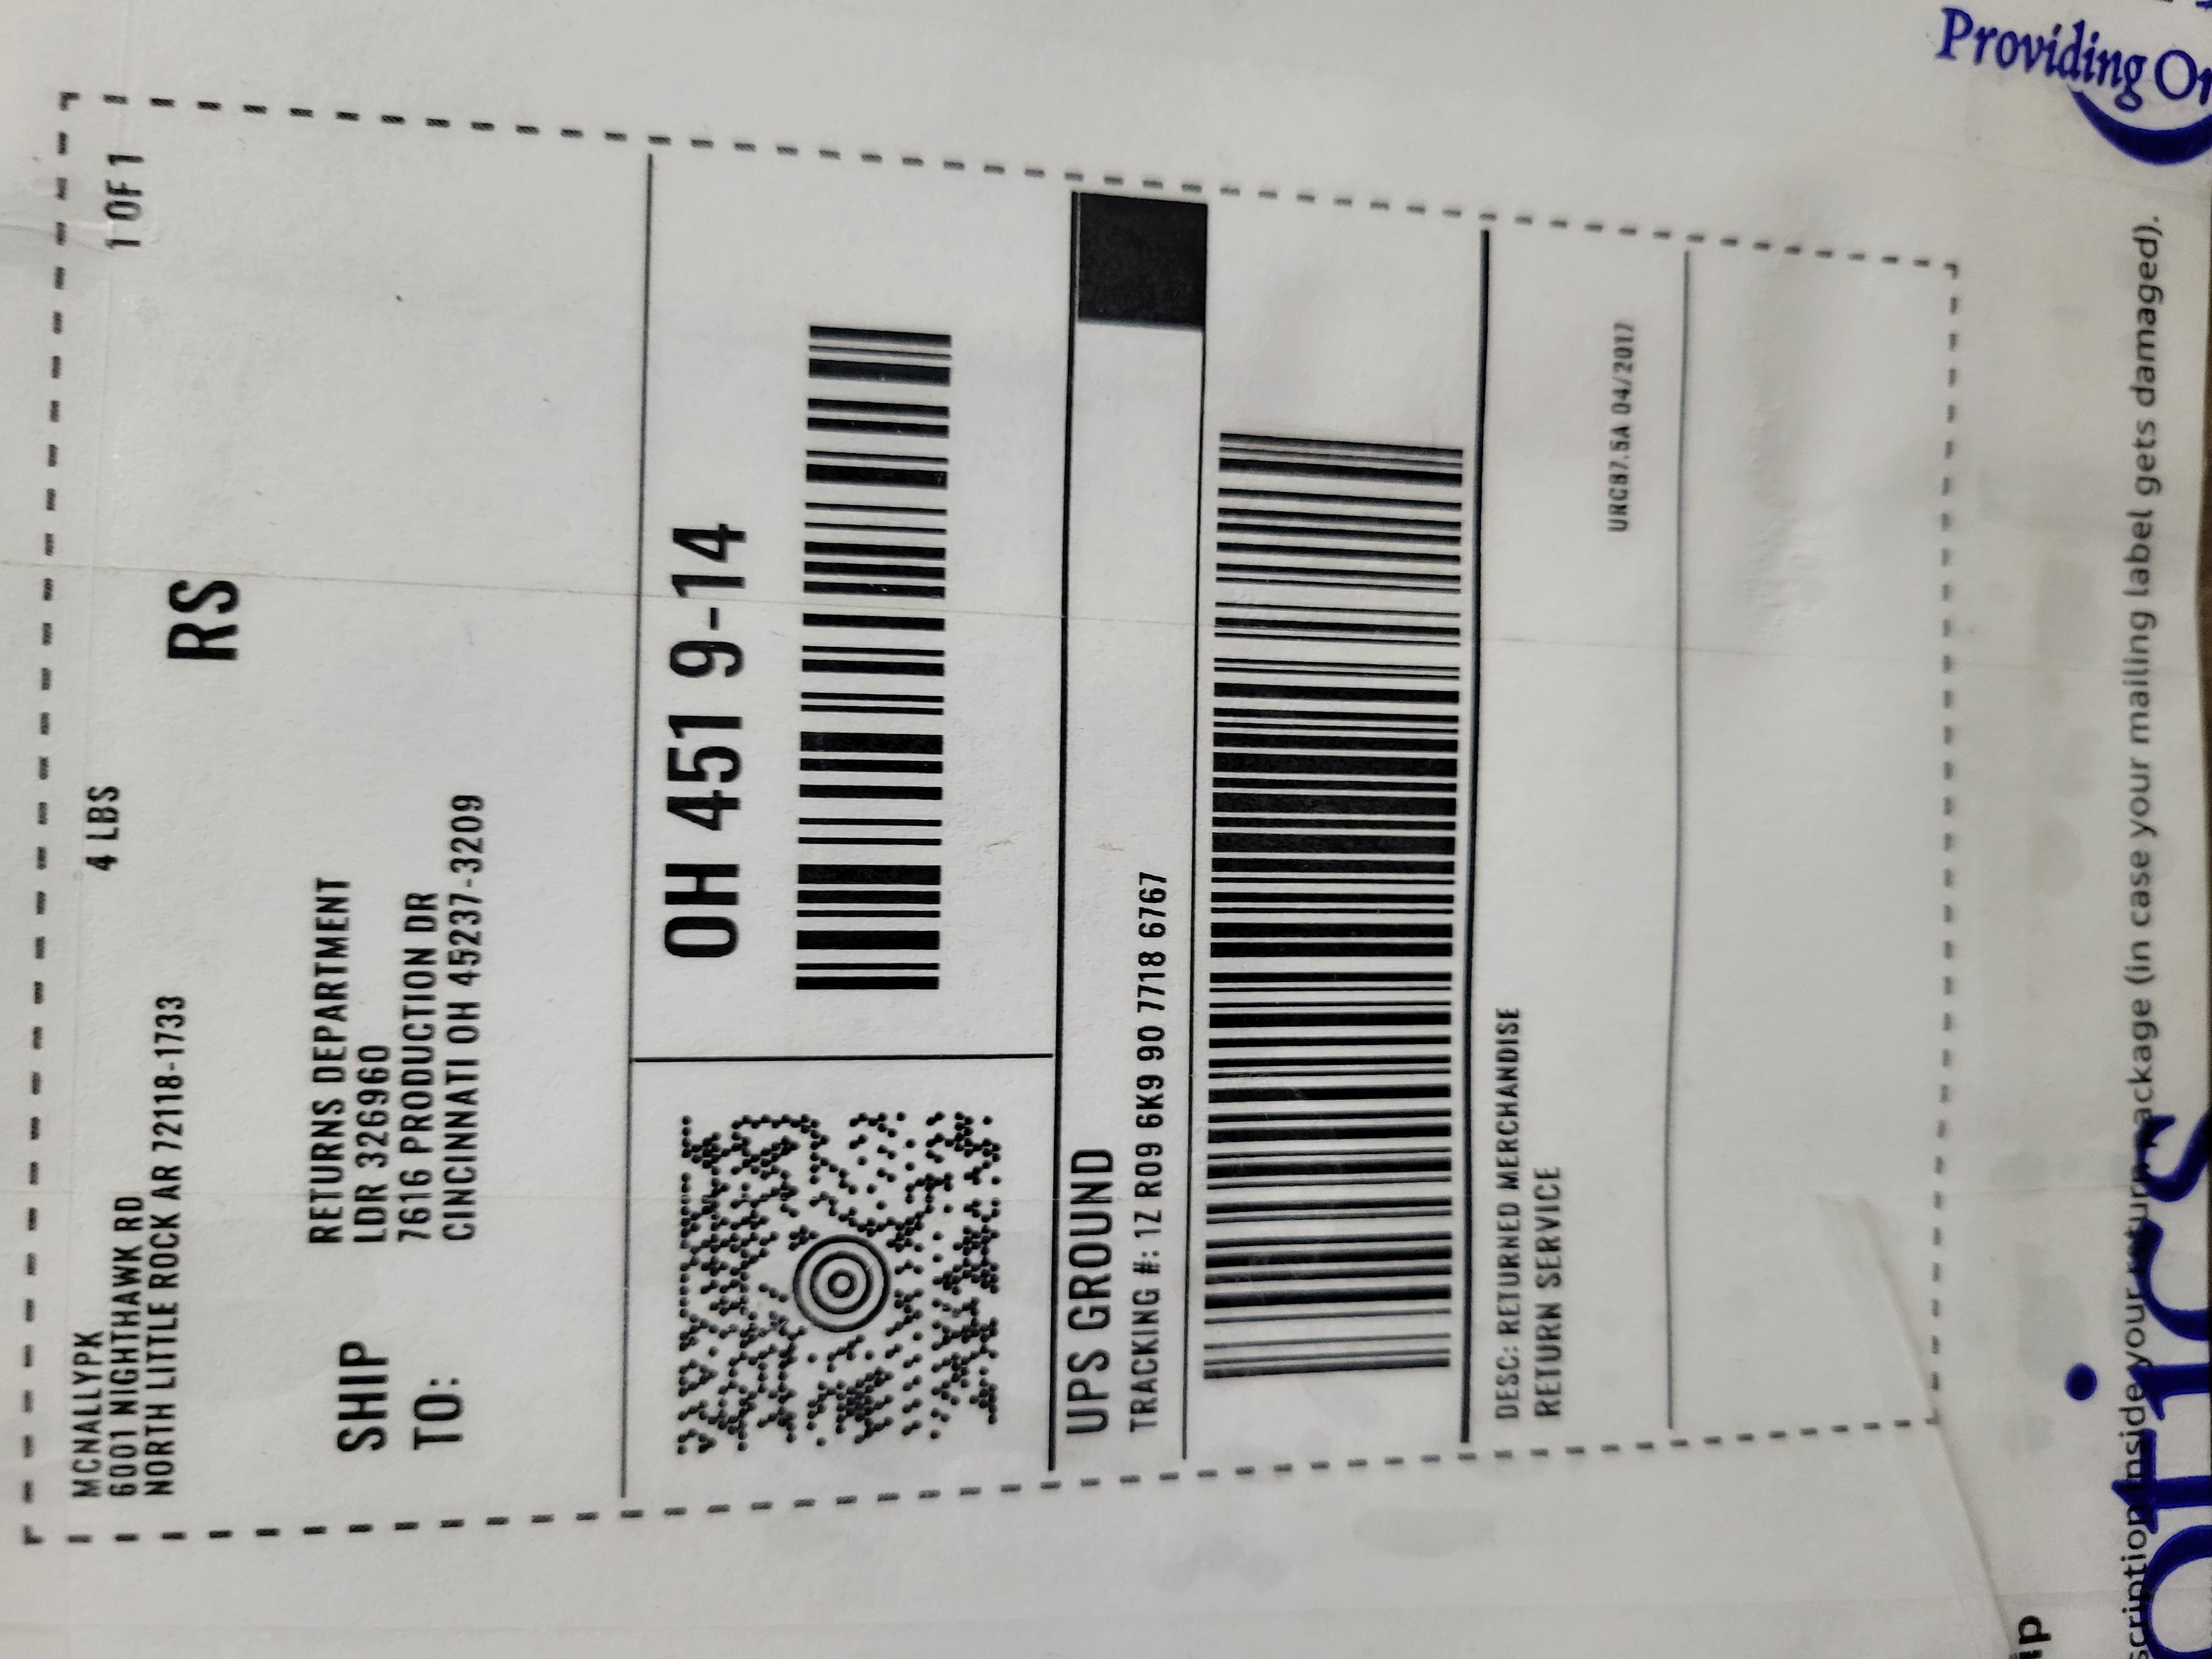 MCNALLYPK
6001 NIGHTHAWK RD
NORTH LITTLE ROCK AR 72118-1733
4 LBS
1 OF 1
RS
SHIP
TO:
RETURNS DEPARTMENT
LDR 326960
7616 PRODUCTION DR
CINCINNATI OH 45237-3209
OH 451 9-14
UPS GROUND
TRACKING #: 1Z R09 6K9 90 7718 6767
DESC: RETURNED MERCHANDISE
RETURN SERVICE
URC87.5A 04/2017
inside your return package (in case your mailing label gets damaged).
Providing